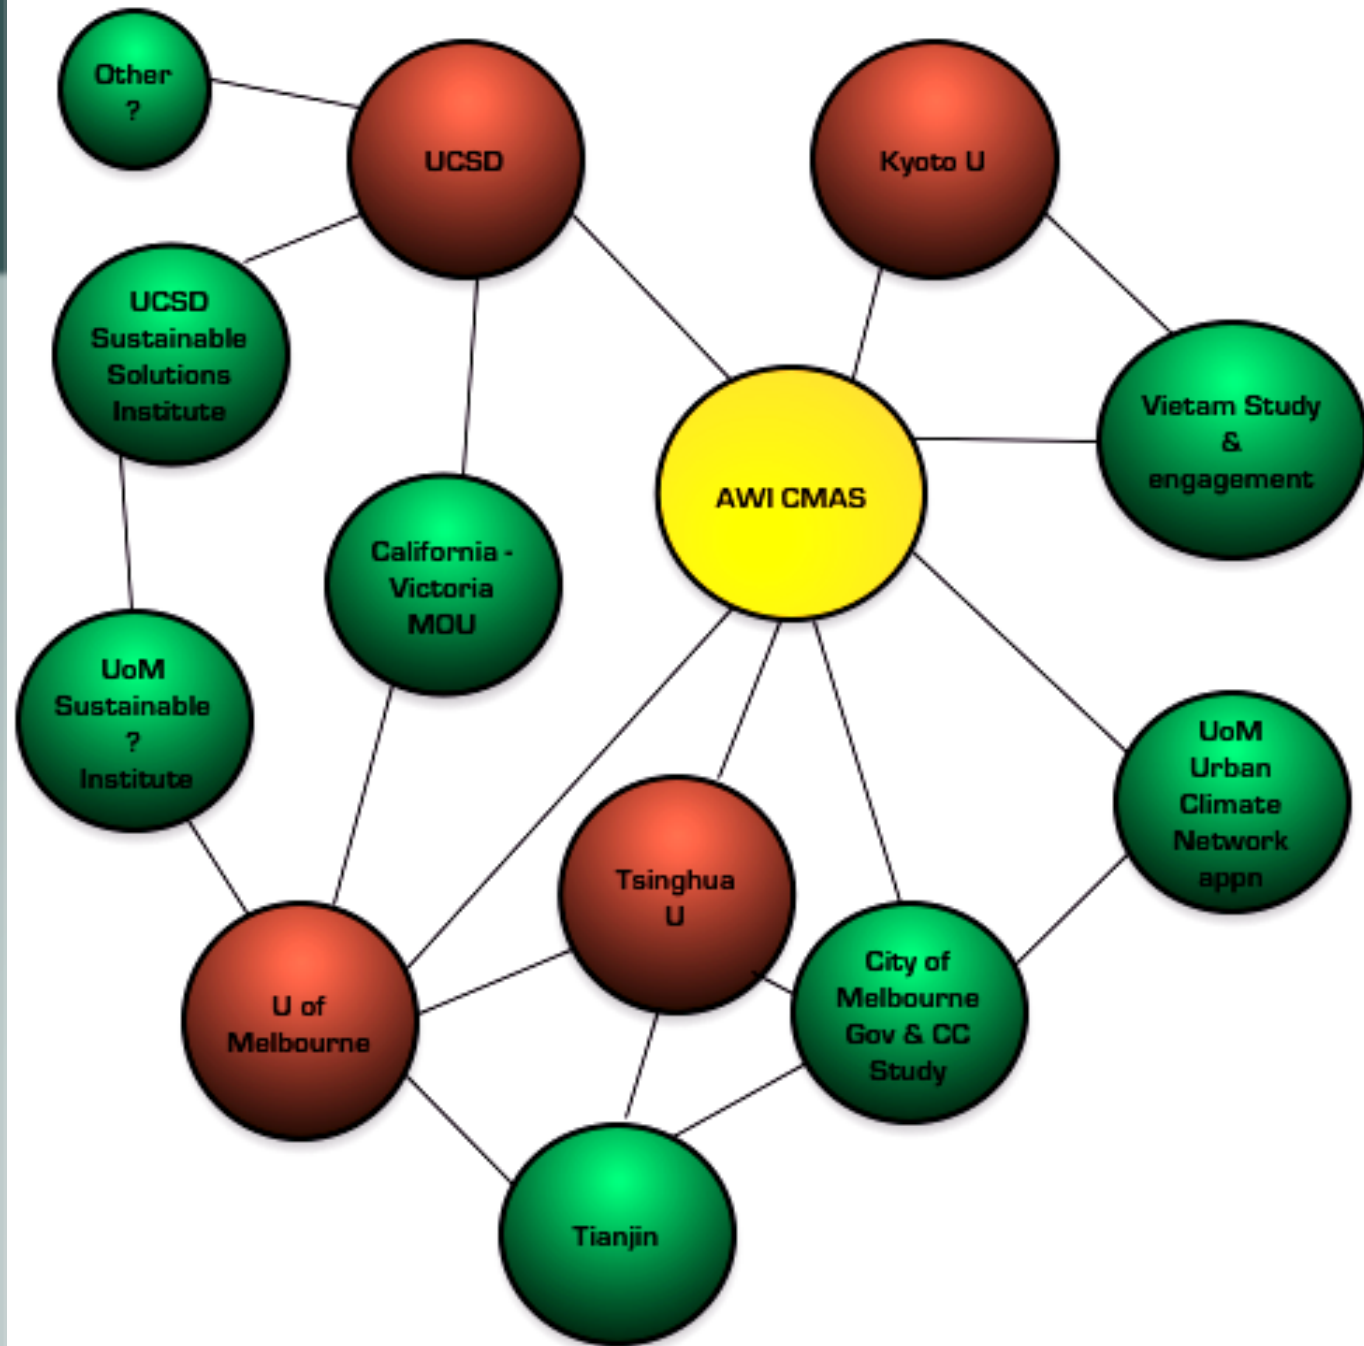 Other
?
UCSD
Kyoto U
UCSD
Sustainable
Solutions
Institute
Vietam Study
&
engagement
AWI CMAS
California -
Victoria
MOU
UoM
Sustainable
?
Institute
UoM
Urban
Climate
Network
appn
Tsinghua
U
City of
Melbourne
Gov & CC
Study
U of
Melbourne
Tianjin